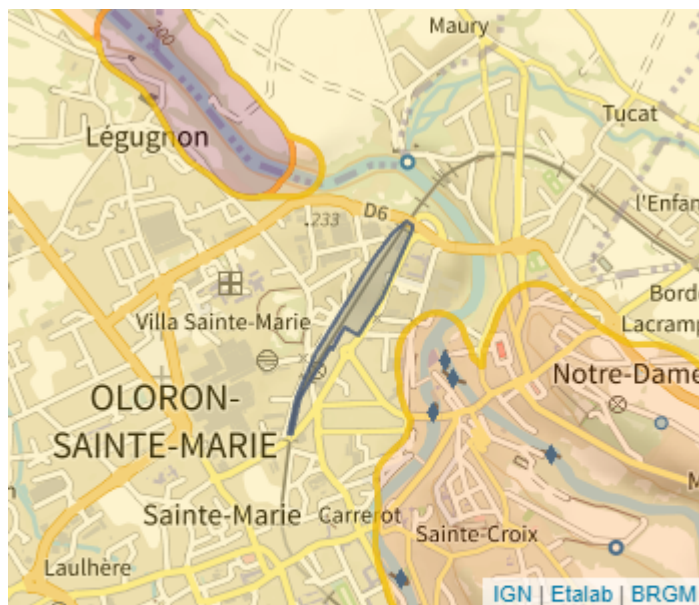 Maury
200
Légugnon
Tucat
l'Enfan
D6
233
Bord
Villa Sainte-Marie
Lacramp
OLORON-
SAINTE-MARIE
Notre-Dame
Sainte-Marie
Carrerot
Sainte-Croix
M
n
Laulhère
IGN | Etalab | BRGM